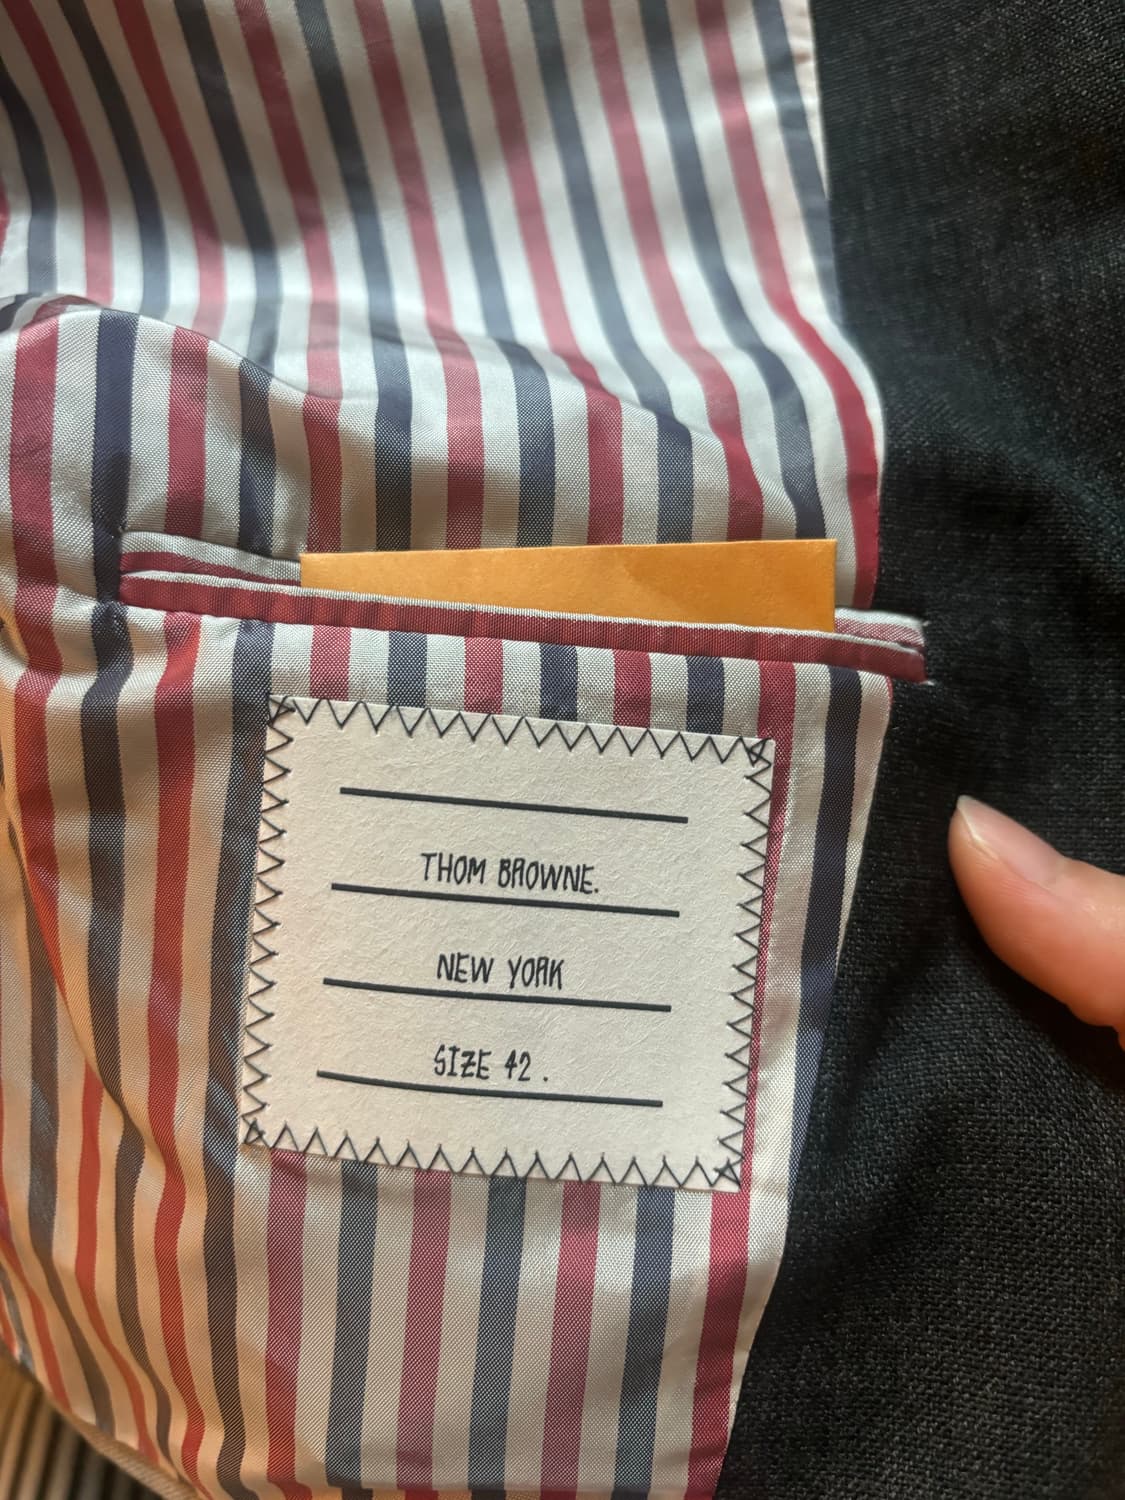 THOM BROWNE.
NEW YORK
SIZE 42 .